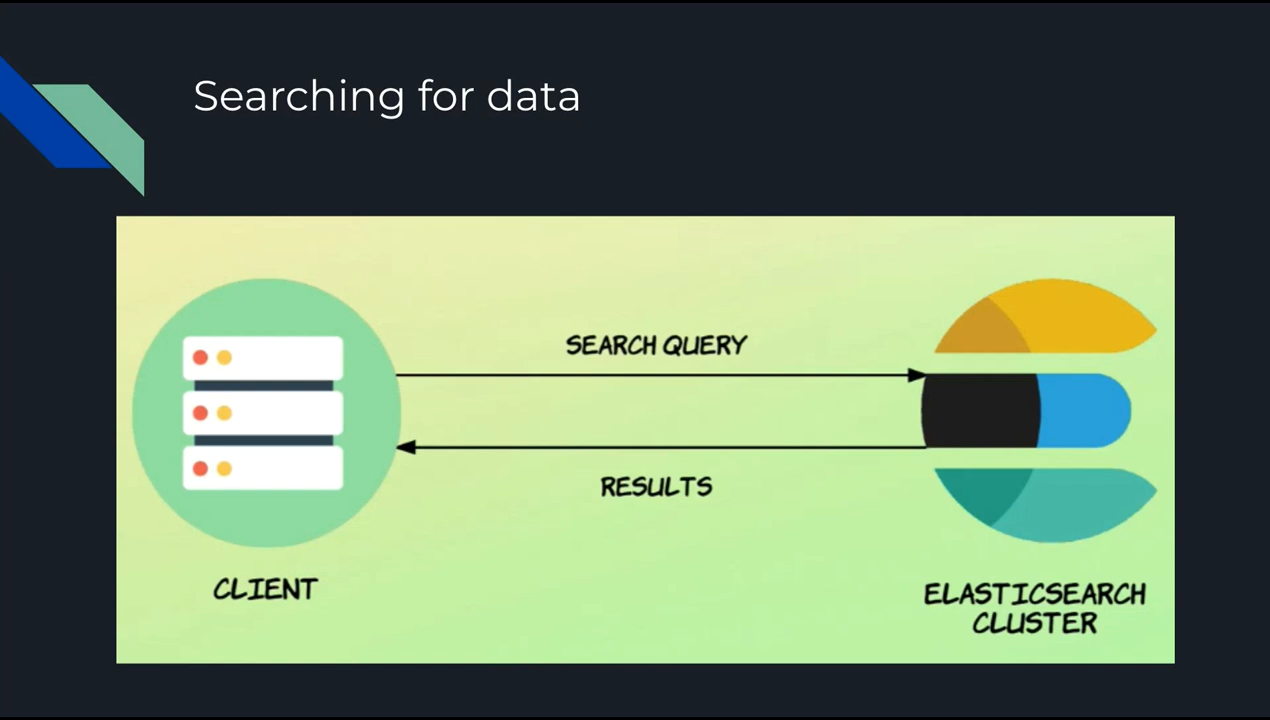 Searching for data
SEARCH QUERY
RESULTS
CLIENT
ELASTICSEARCH
CLUSTER